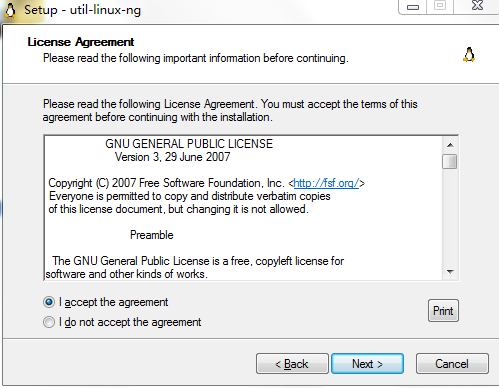 Setup - util-linux-ng
License Agreement
Please read the following important information before continuing.
Please read the following License Agreement. You must accept the terms of this
agreement before continuing with the installation.
GNU GENERAL PUBLIC LICENSE
Version 3, 29 June 2007
Copyright (C) 2007 Free Software Foundation, Inc. <http://fsf.org/>
Everyone is permitted to copy and distribute verbatim copies
of this license document, but changing it is not allowed.
Preamble
The GNU General Public License is a free, copyleft license for
software and other kinds of works.
I accept the agreement
I do not accept the agreement
Print
< Back
Next >
Cancel